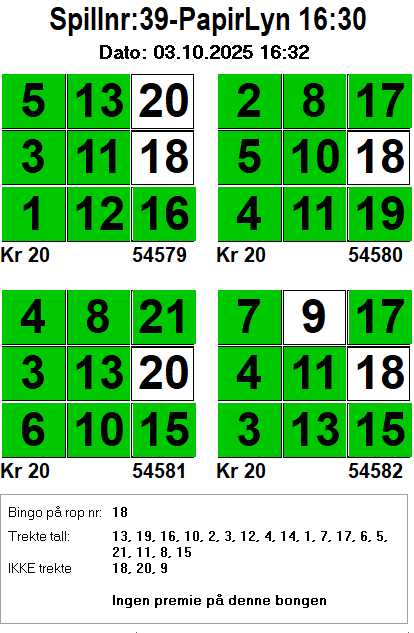 Spillnr:39-PapirLyn 16:30
Dato: 03.10.2025 16:32
5 13 20
3 11 18
1 12 16
Kr 20 54579
2 8 17
5 10 18
4 11 19
Kr 20 54580
4 8 21
3 13 20
6 10 15
Kr 20 54581
7 9 17
4 11 18
3 13 15
Kr 20 54582
Bingo på rop nr: 18
Trekte tall: 13, 19, 16, 10, 2, 3, 12, 4, 14, 1, 7, 17, 6, 5,
21, 11, 8, 15
IKKE trekte 18, 20, 9
Ingen premie på denne bongen